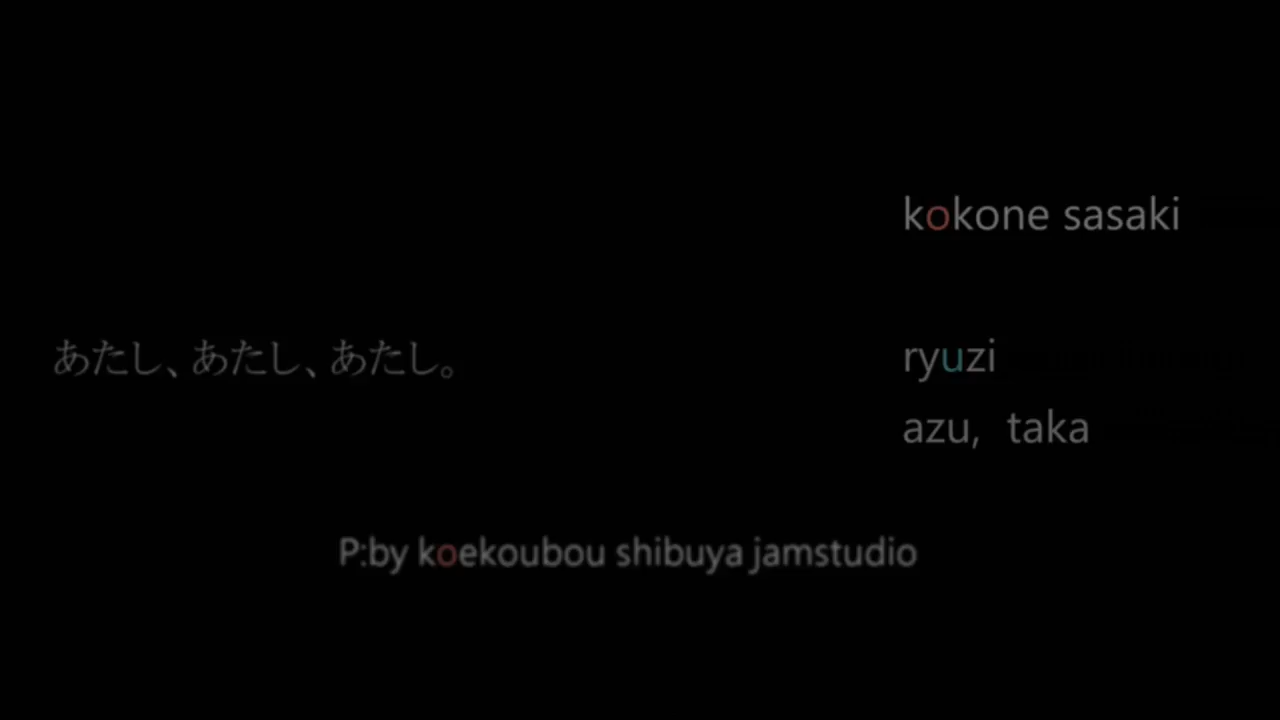 kokone sasaki
あたし、あたし、あたし。
ryuzi
azu, taka
P:by koekoubou shibuya jamstudio